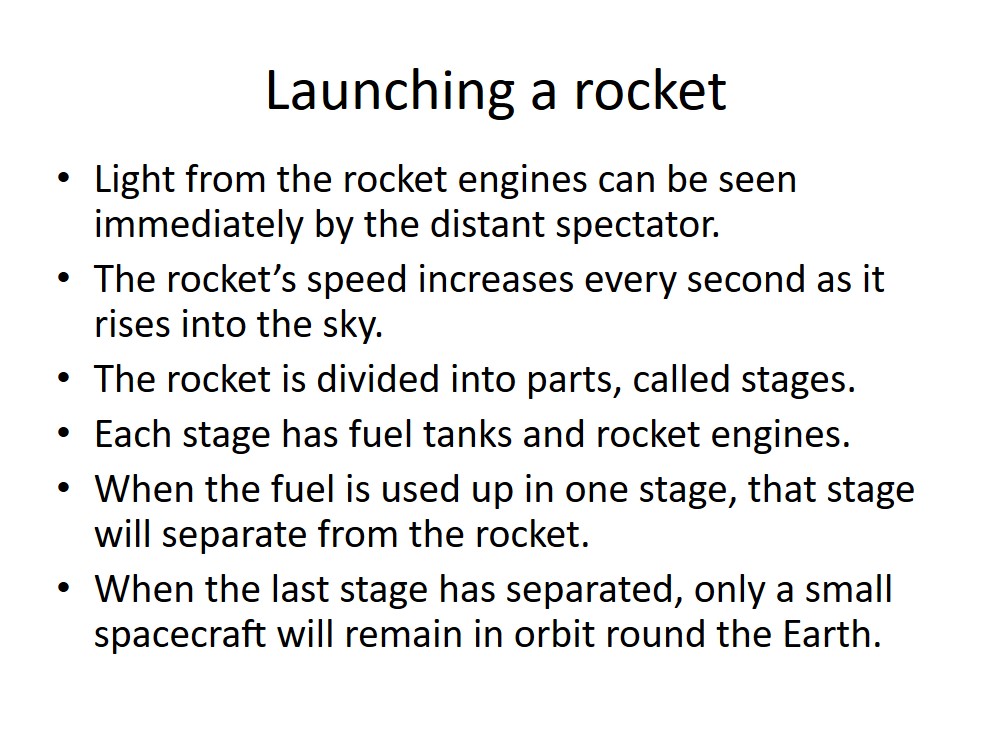 Launching a rocket
• Light from the rocket engines can be seen
immediately by the distant spectator.
• The rocket’s speed increases every second as it
rises into the sky.
• The rocket is divided into parts, called stages.
• Each stage has fuel tanks and rocket engines.
• When the fuel is used up in one stage, that stage
will separate from the rocket.
• When the last stage has separated, only a small
spacecraft will remain in orbit round the Earth.